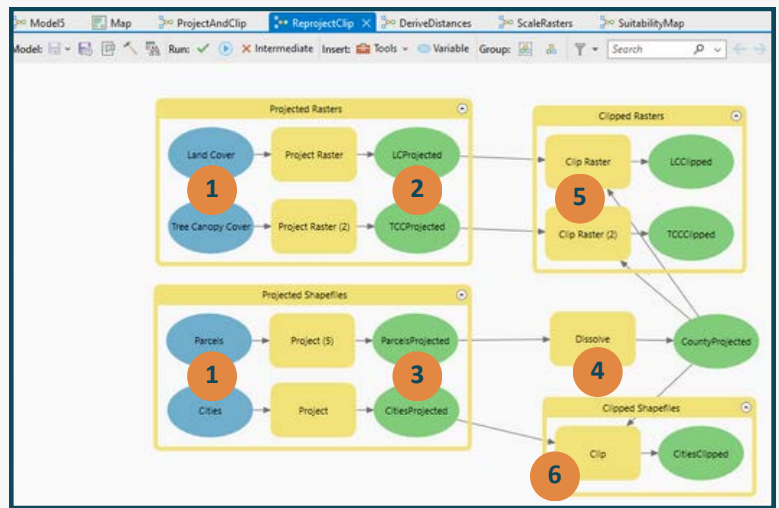 Model5 Map ProjectAndClip ReprojectClip DeriveDistances ScaleRasters SuitabilityMap
Model: Run: Intermediate Insert: Tools Variable Group: Search
Projected Rasters
Land Cover Project Raster LCProjected
1 2
Tree Canopy Cover Project Raster (2) TCCProjected
Clipped Rasters
Clip Raster LCClipped
5
Clip Raster (2) TCCClipped
Projected Shapefiles
Parcels Project (5) ParcelsProjected
1 3
Cities Project CitiesProjected
Dissolve CountyProjected
4
Clipped Shapefiles
Clip CitiesClipped
6